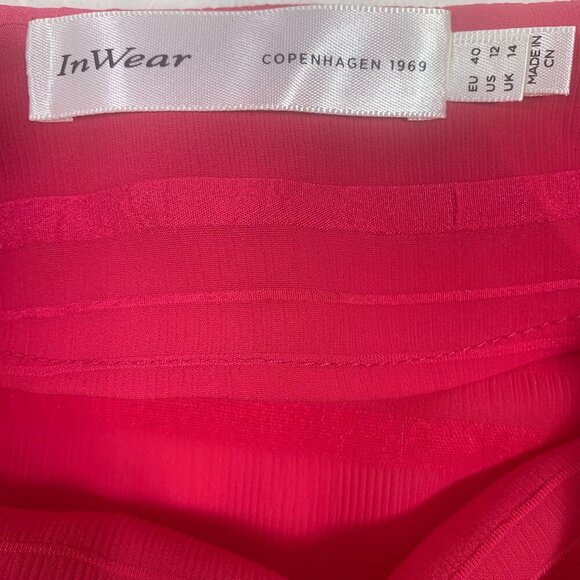 InWear
COPENHAGEN 1969
EU 40
US 12
UK 14
MADE IN
CN